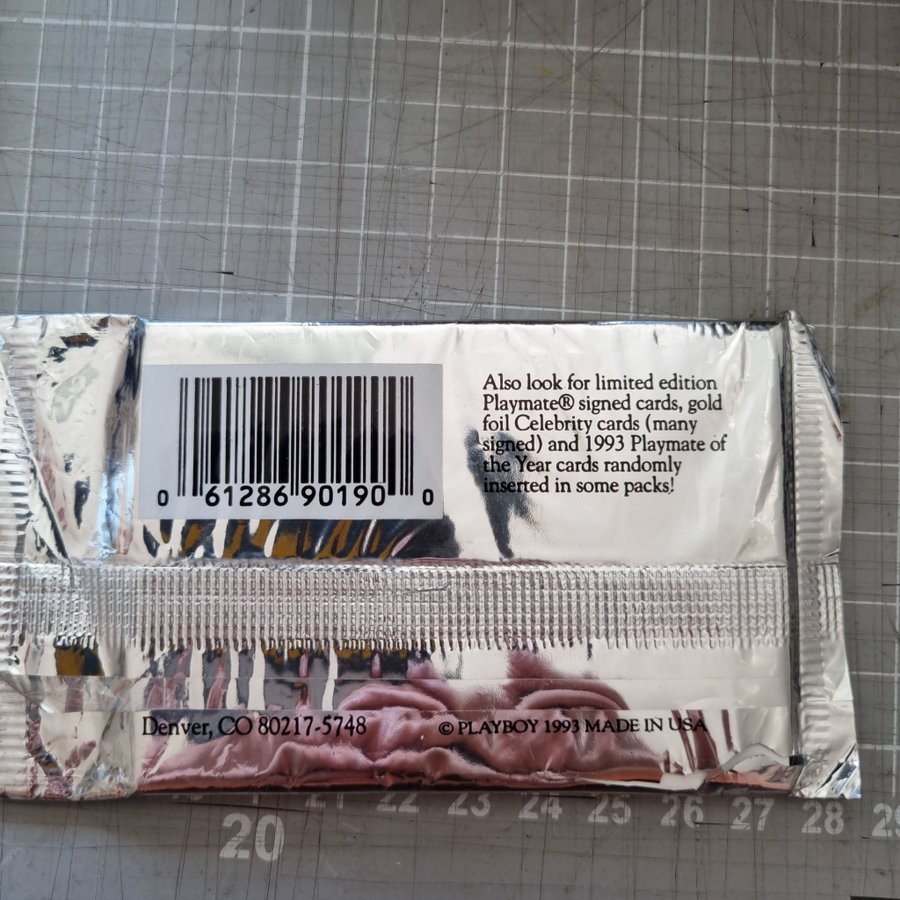 0 61286 90190 0
Also look for limited edition
Playmate® signed cards, gold
foil Celebrity cards (many
signed) and 1993 Playmate of
the Year cards randomly
inserted in some packs!
Denver, CO 80217-5748
© PLAYBOY 1993 MADE IN USA
21 22 23 24 25 26 27 28 29
20